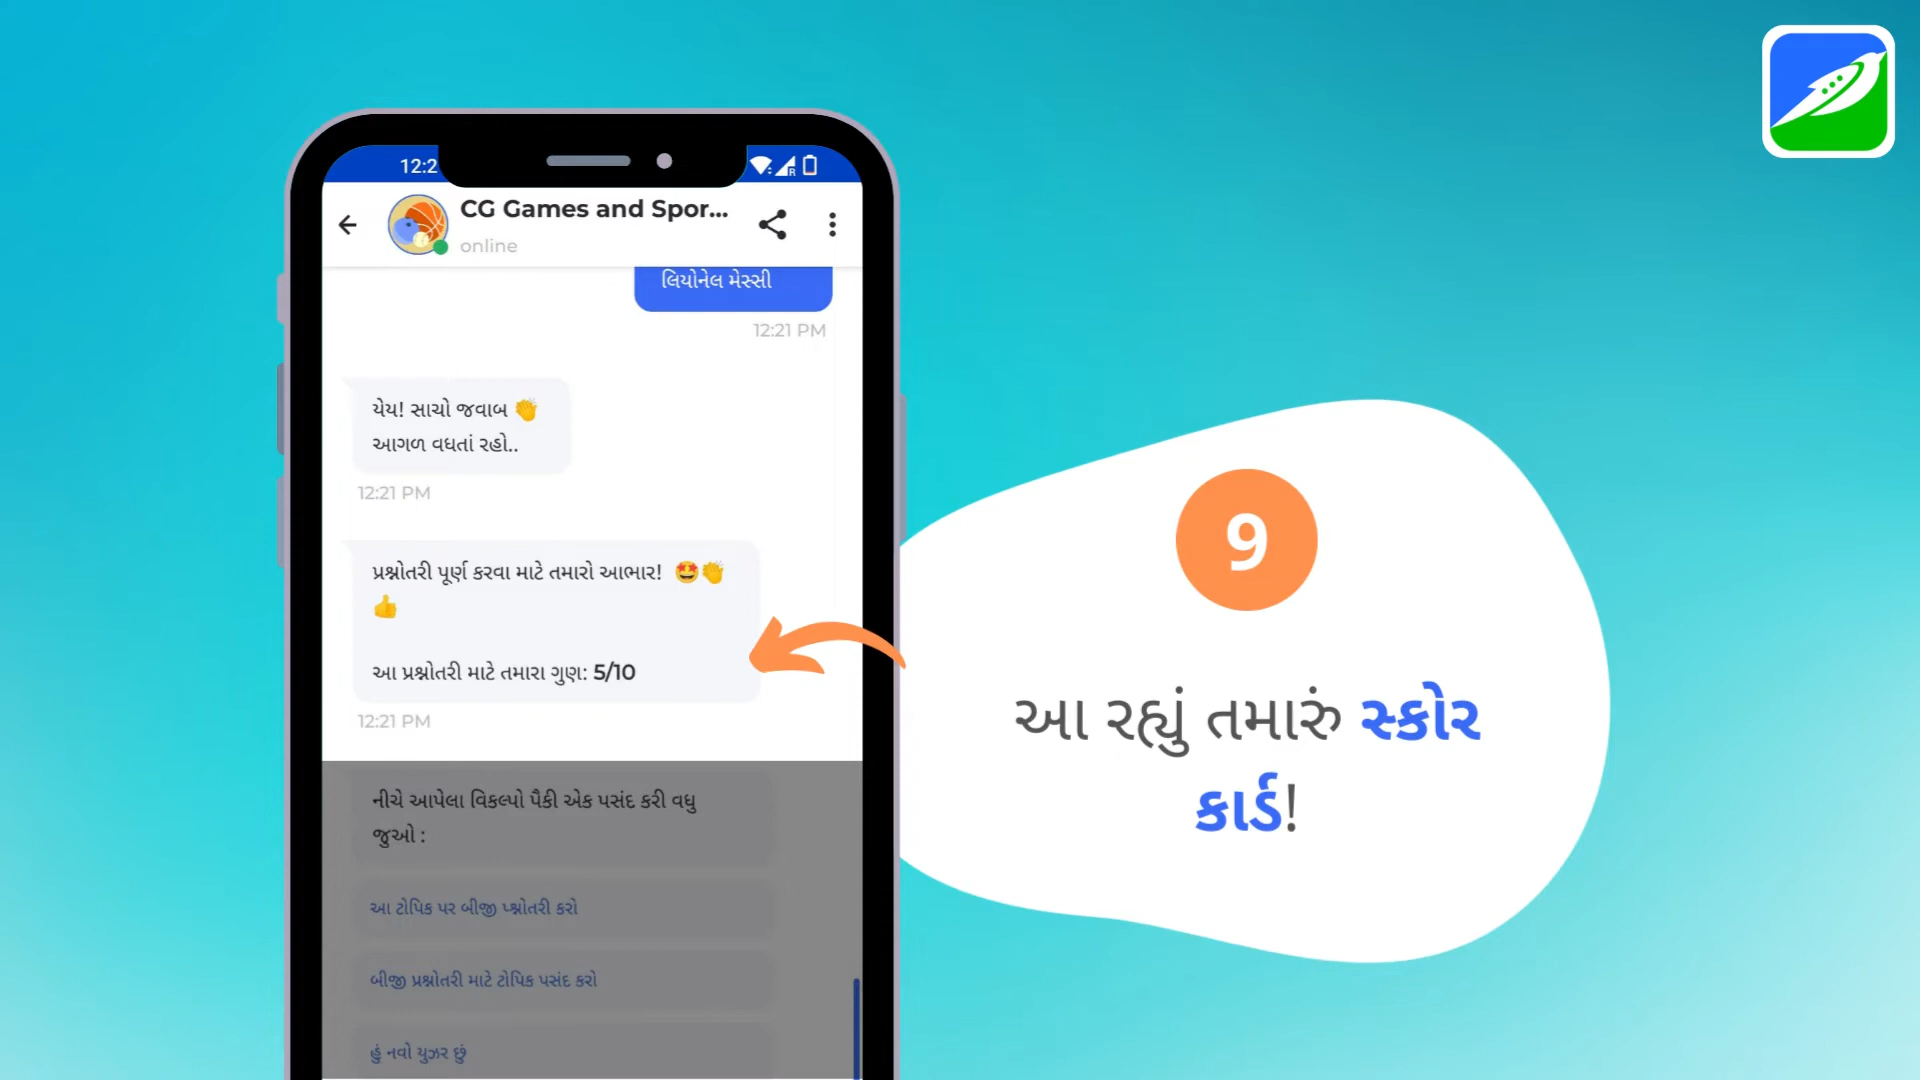 12:2
CG Games and Spor...
online
લિયોનેલ મેસ્સી
12:21 PM
યેય! સાચો જવાબ 👏
આગળ વધતાં રહો..
12:21 PM
પ્રશ્નોતરી પૂર્ણ કરવા માટે તમારો આભાર! 🤩👏
👍
આ પ્રશ્નોતરી માટે તમારા ગુણ: 5/10
12:21 PM
નીચે આપેલા વિકલ્પો પૈકી એક પસંદ કરી વધુ
જુઓ :
આ ટોપિક પર બીજી પ્શ્નોતરી કરો
બીજી પ્રશ્નોતરી માટે ટોપિક પસંદ કરો
હું નવો યુઝર છું
9
આ રહ્યું તમારું સ્કોર
કાર્ડ!